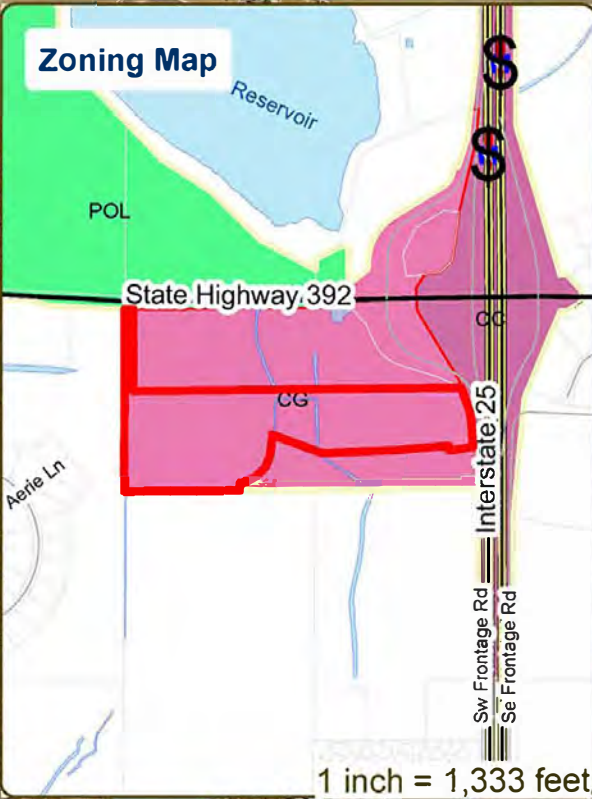 Zoning Map
S
Reservoir
S
POL
State Highway 392
CG
CG
Interstate 25
Aerie Ln
Sw Frontage Rd
Se Frontage Rd
1 inch = 1,333 feet